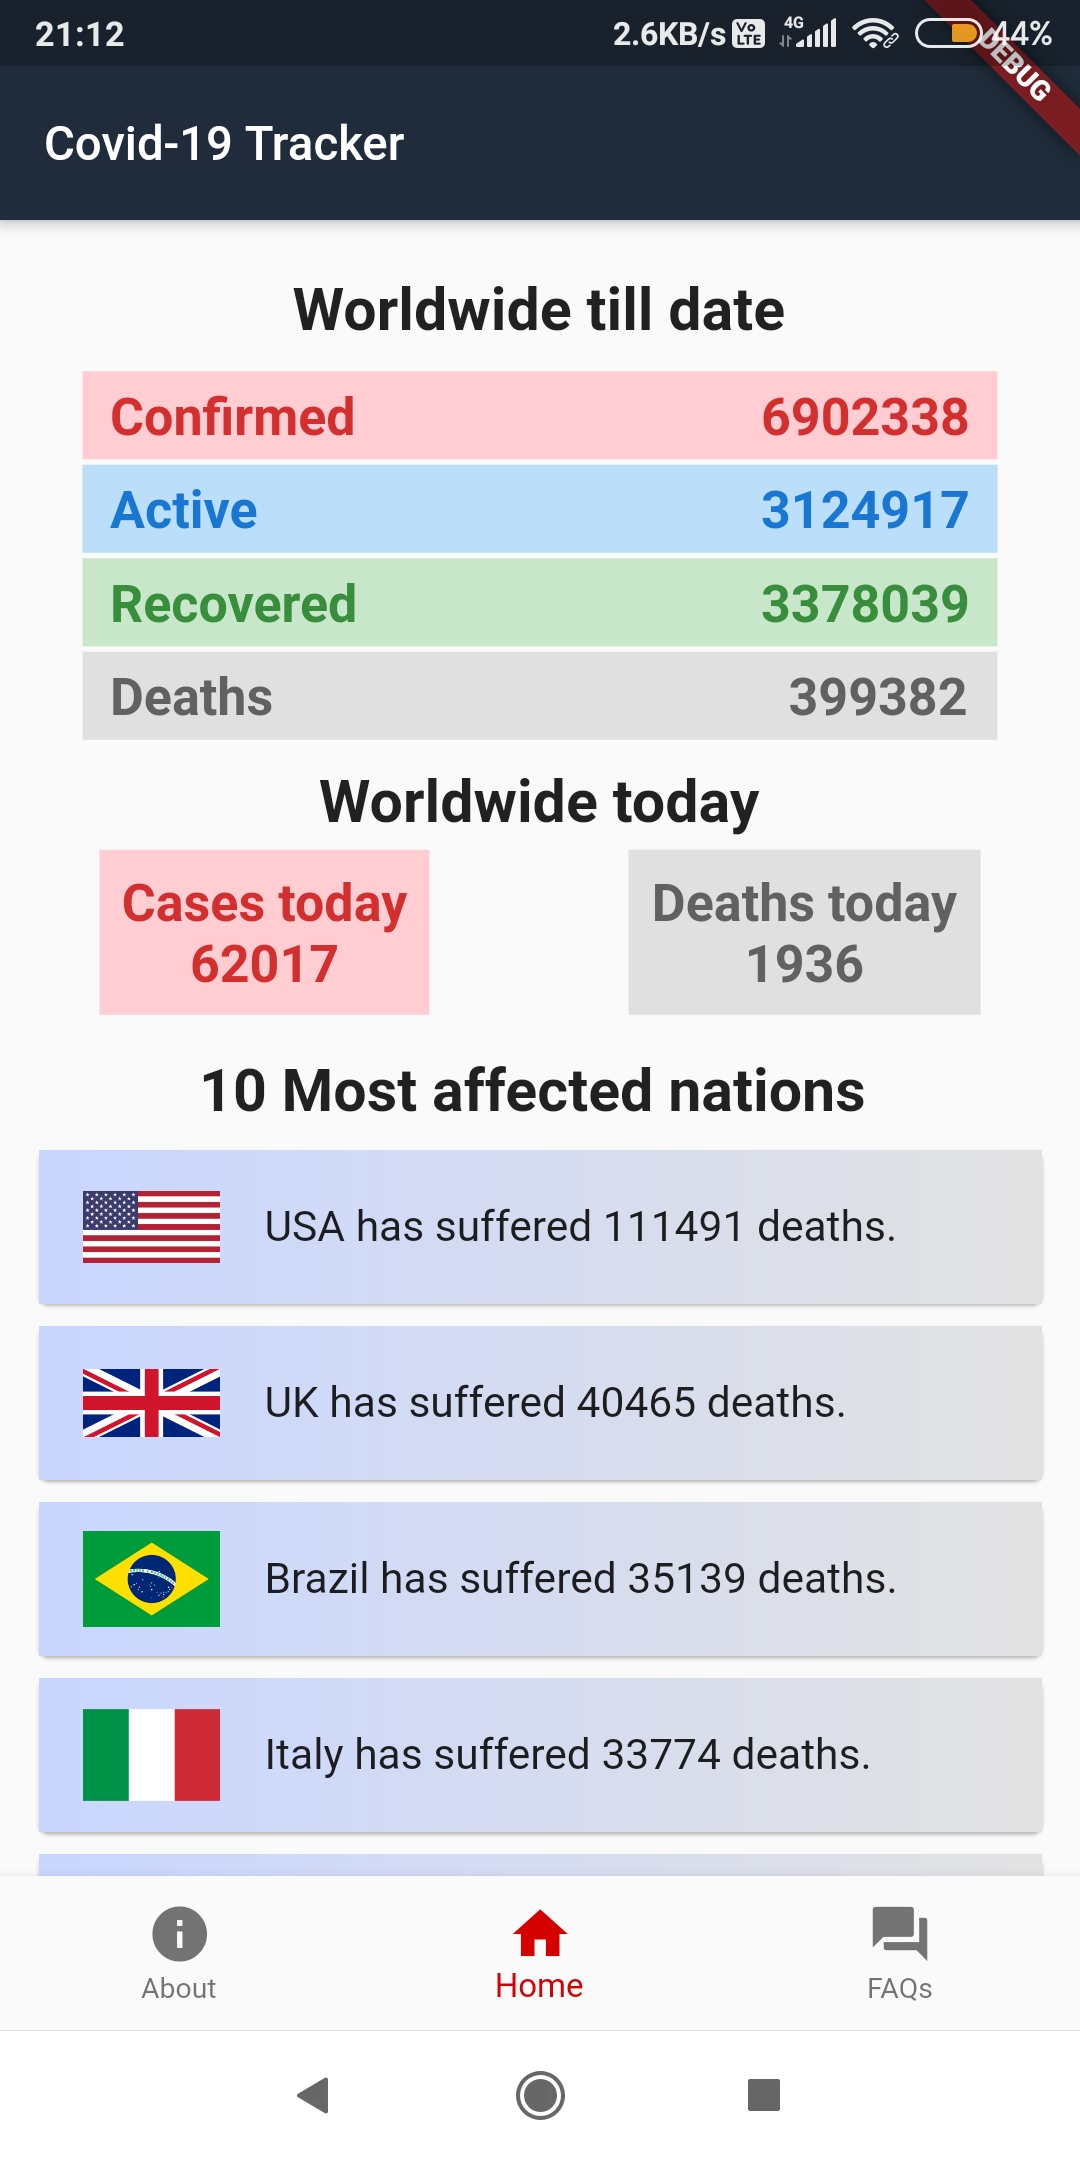 21:12
2.6KB/s Vo LTE 4G 44%
DEBUG
Covid-19 Tracker
Worldwide till date
Confirmed 6902338
Active 3124917
Recovered 3378039
Deaths 399382
Worldwide today
Cases today Deaths today
62017 1936
10 Most affected nations
USA has suffered 111491 deaths.
UK has suffered 40465 deaths.
Brazil has suffered 35139 deaths.
Italy has suffered 33774 deaths.
About Home FAQs